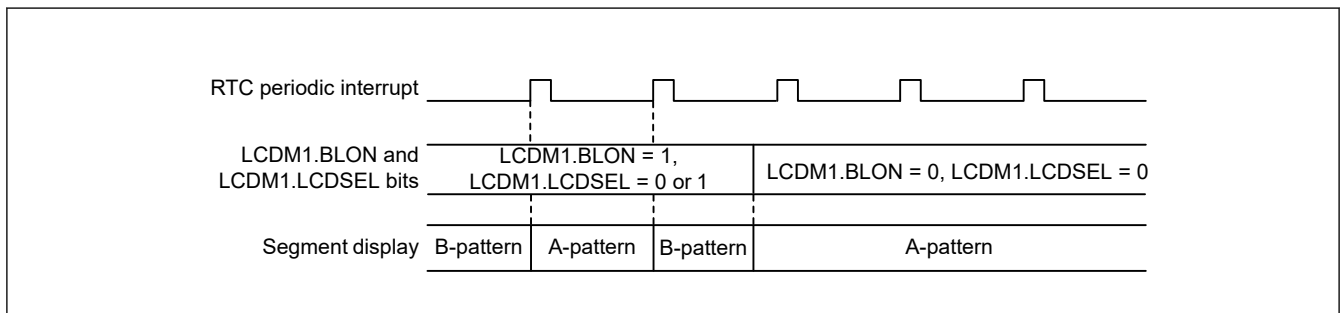 RTC periodic interrupt
LCDM1.BLON and
LCDM1.LCDSEL bits
LCDM1.BLON = 1,
LCDM1.LCDSEL = 0 or 1
LCDM1.BLON = 0, LCDM1.LCDSEL = 0
Segment display
B-pattern
A-pattern
B-pattern
A-pattern